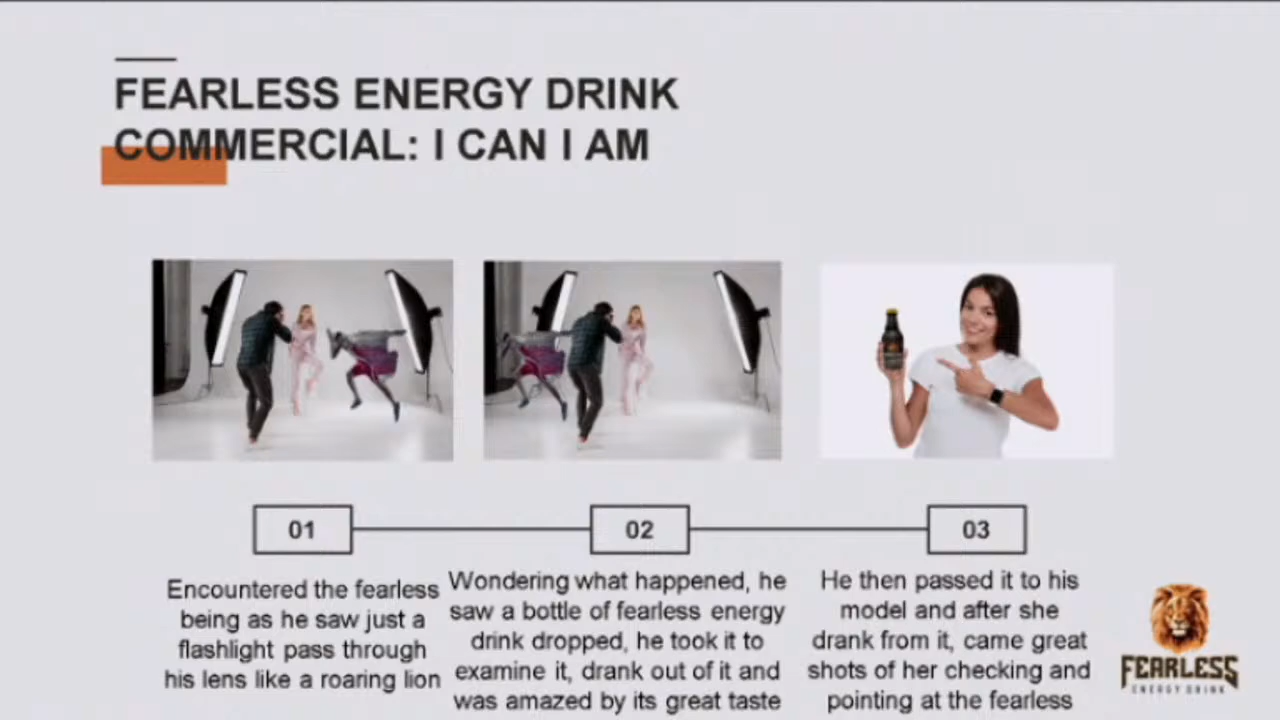 FEARLESS ENERGY DRINK
COMMERCIAL: I CAN I AM
01
Encountered the fearless
being as he saw just a
flashlight pass through
his lens like a roaring lion
02
Wondering what happened, he
saw a bottle of fearless energy
drink dropped, he took it to
examine it, drank out of it and
was amazed by its great taste
03
He then passed it to his
model and after she
drank from it, came great
shots of her checking and
pointing at the fearless
FEARLESS
ENERGY DRINK